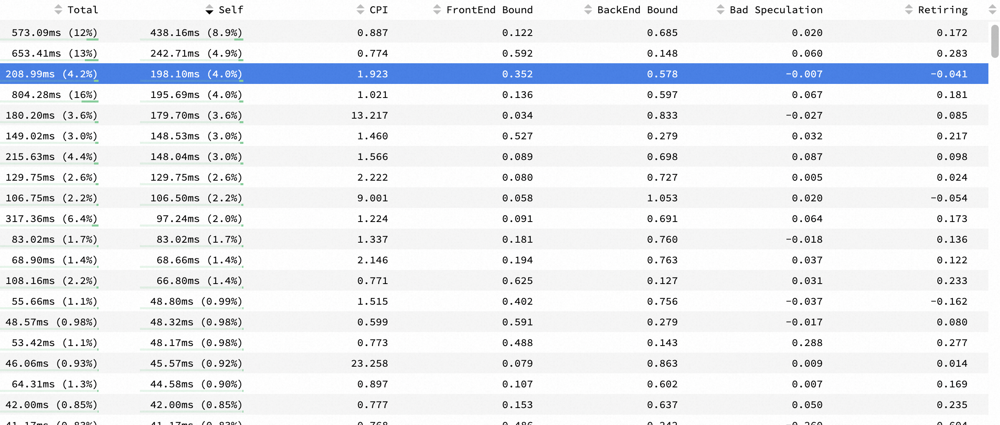 Total Self CPI FrontEnd Bound BackEnd Bound Bad Speculation Retiring
573.09ms (12%) 438.16ms (8.9%) 0.887 0.122 0.685 0.020 0.172
653.41ms (13%) 242.71ms (4.9%) 0.774 0.592 0.148 0.060 0.283
208.99ms (4.2%) 198.10ms (4.0%) 1.923 0.352 0.578 -0.007 -0.041
804.28ms (16%) 195.69ms (4.0%) 1.021 0.136 0.597 0.067 0.181
180.20ms (3.6%) 179.70ms (3.6%) 13.217 0.034 0.833 -0.027 0.085
149.02ms (3.0%) 148.53ms (3.0%) 1.460 0.527 0.279 0.032 0.217
215.63ms (4.4%) 148.04ms (3.0%) 1.566 0.089 0.698 0.087 0.098
129.75ms (2.6%) 129.75ms (2.6%) 2.222 0.080 0.727 0.005 0.024
106.75ms (2.2%) 106.50ms (2.2%) 9.001 0.058 1.053 0.020 -0.054
317.36ms (6.4%) 97.24ms (2.0%) 1.224 0.091 0.691 0.064 0.173
83.02ms (1.7%) 83.02ms (1.7%) 1.337 0.181 0.760 -0.018 0.136
68.90ms (1.4%) 68.66ms (1.4%) 2.146 0.194 0.763 0.037 0.122
108.16ms (2.2%) 66.80ms (1.4%) 0.771 0.625 0.127 0.031 0.233
55.66ms (1.1%) 48.80ms (0.99%) 1.515 0.402 0.756 -0.037 -0.162
48.57ms (0.98%) 48.32ms (0.98%) 0.599 0.591 0.279 -0.017 0.080
53.42ms (1.1%) 48.17ms (0.98%) 0.773 0.488 0.143 0.288 0.277
46.06ms (0.93%) 45.57ms (0.92%) 23.258 0.079 0.863 0.009 0.014
64.31ms (1.3%) 44.58ms (0.90%) 0.897 0.107 0.602 0.007 0.169
42.00ms (0.85%) 42.00ms (0.85%) 0.777 0.153 0.637 0.050 0.235